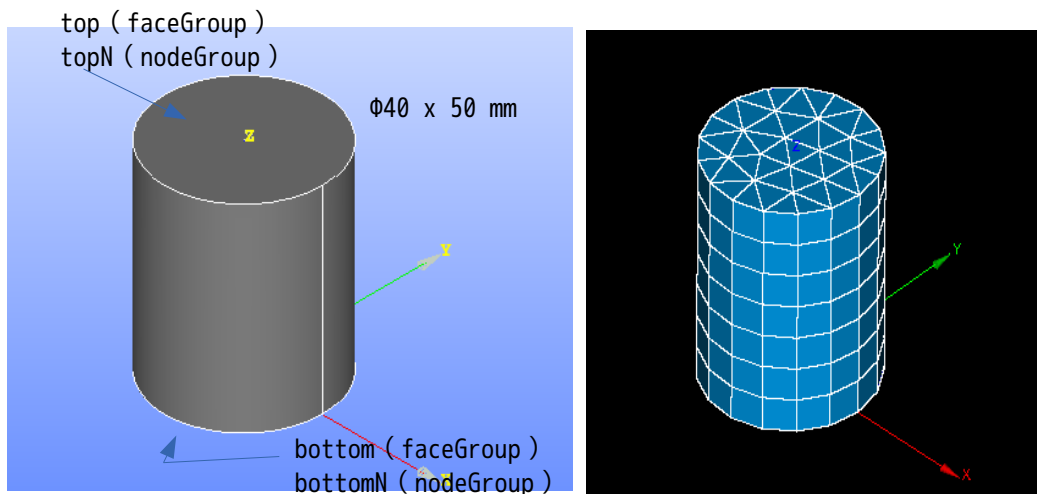 top（faceGroup）
topN（nodeGroup）
Φ40 x 50 mm
Z
Y
bottom（faceGroup）
bottomN（nodeGroup）
Z
Y
X